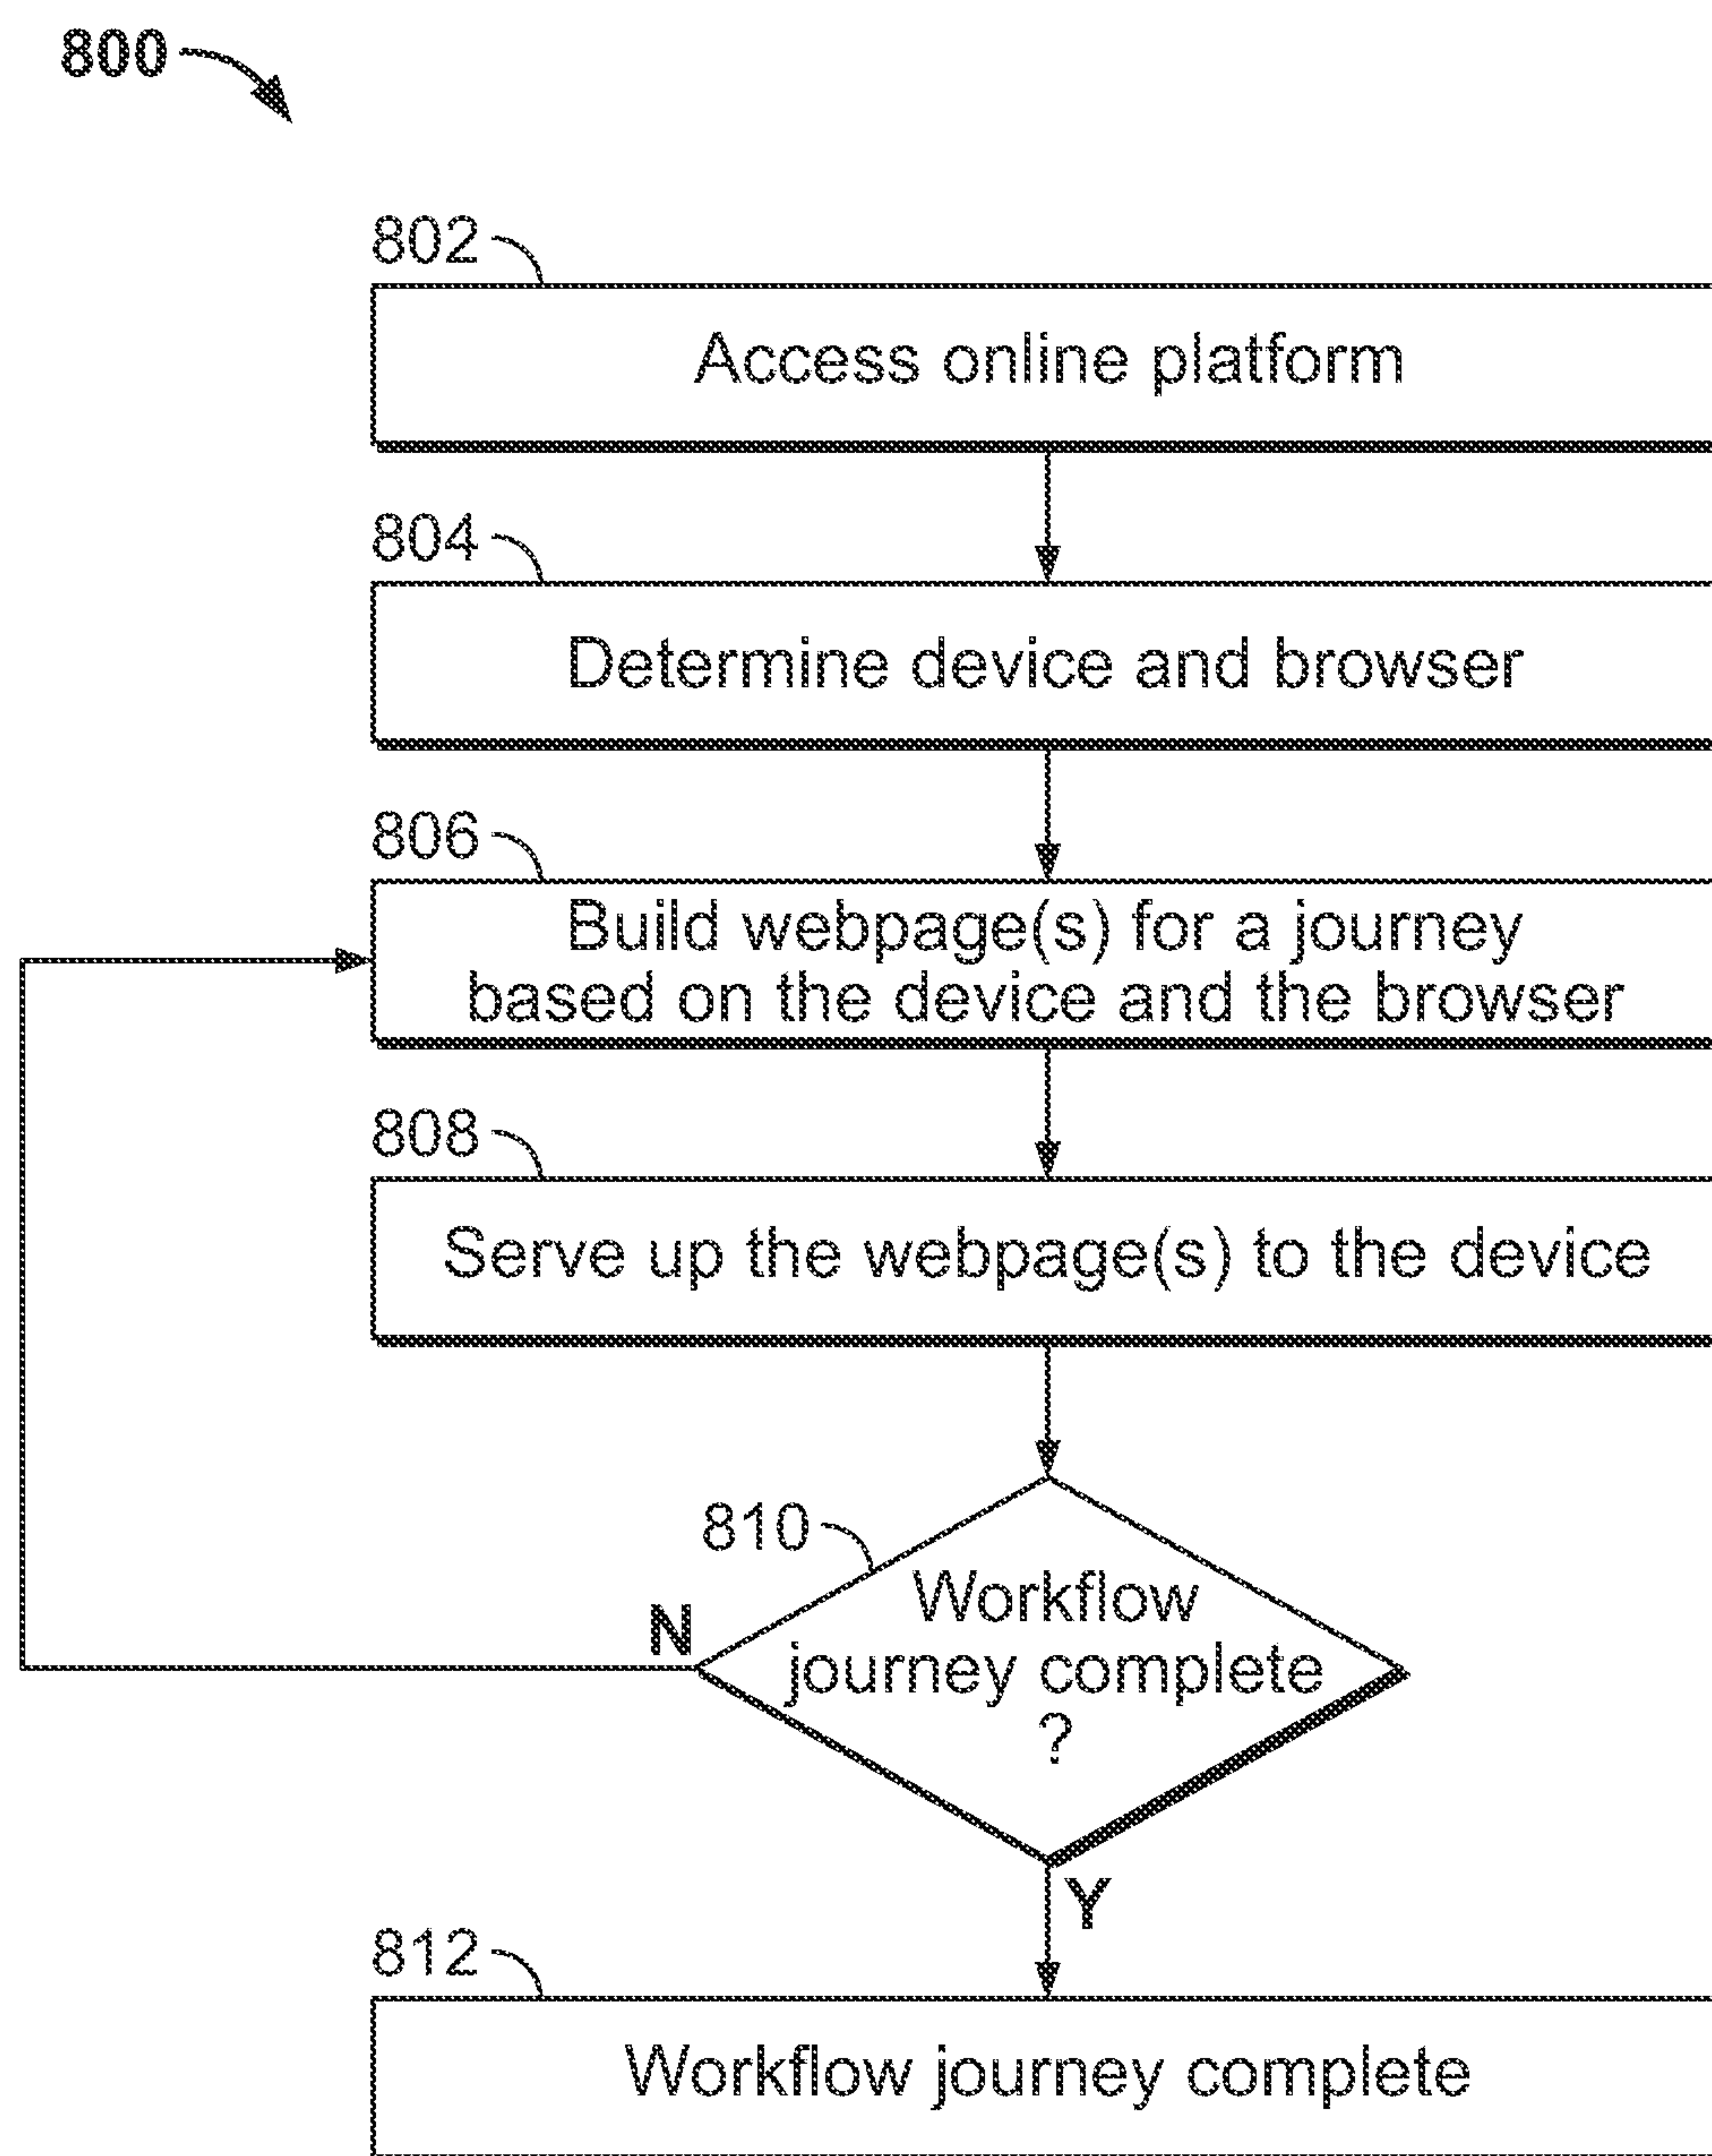 800
802
Access online platform
804
Determine device and browser
806
Build webpage(s) for a journey
based on the device and the browser
808
Serve up the webpage(s) to the device
810
Workflow
journey complete
?
N
Y
812
Workflow journey complete